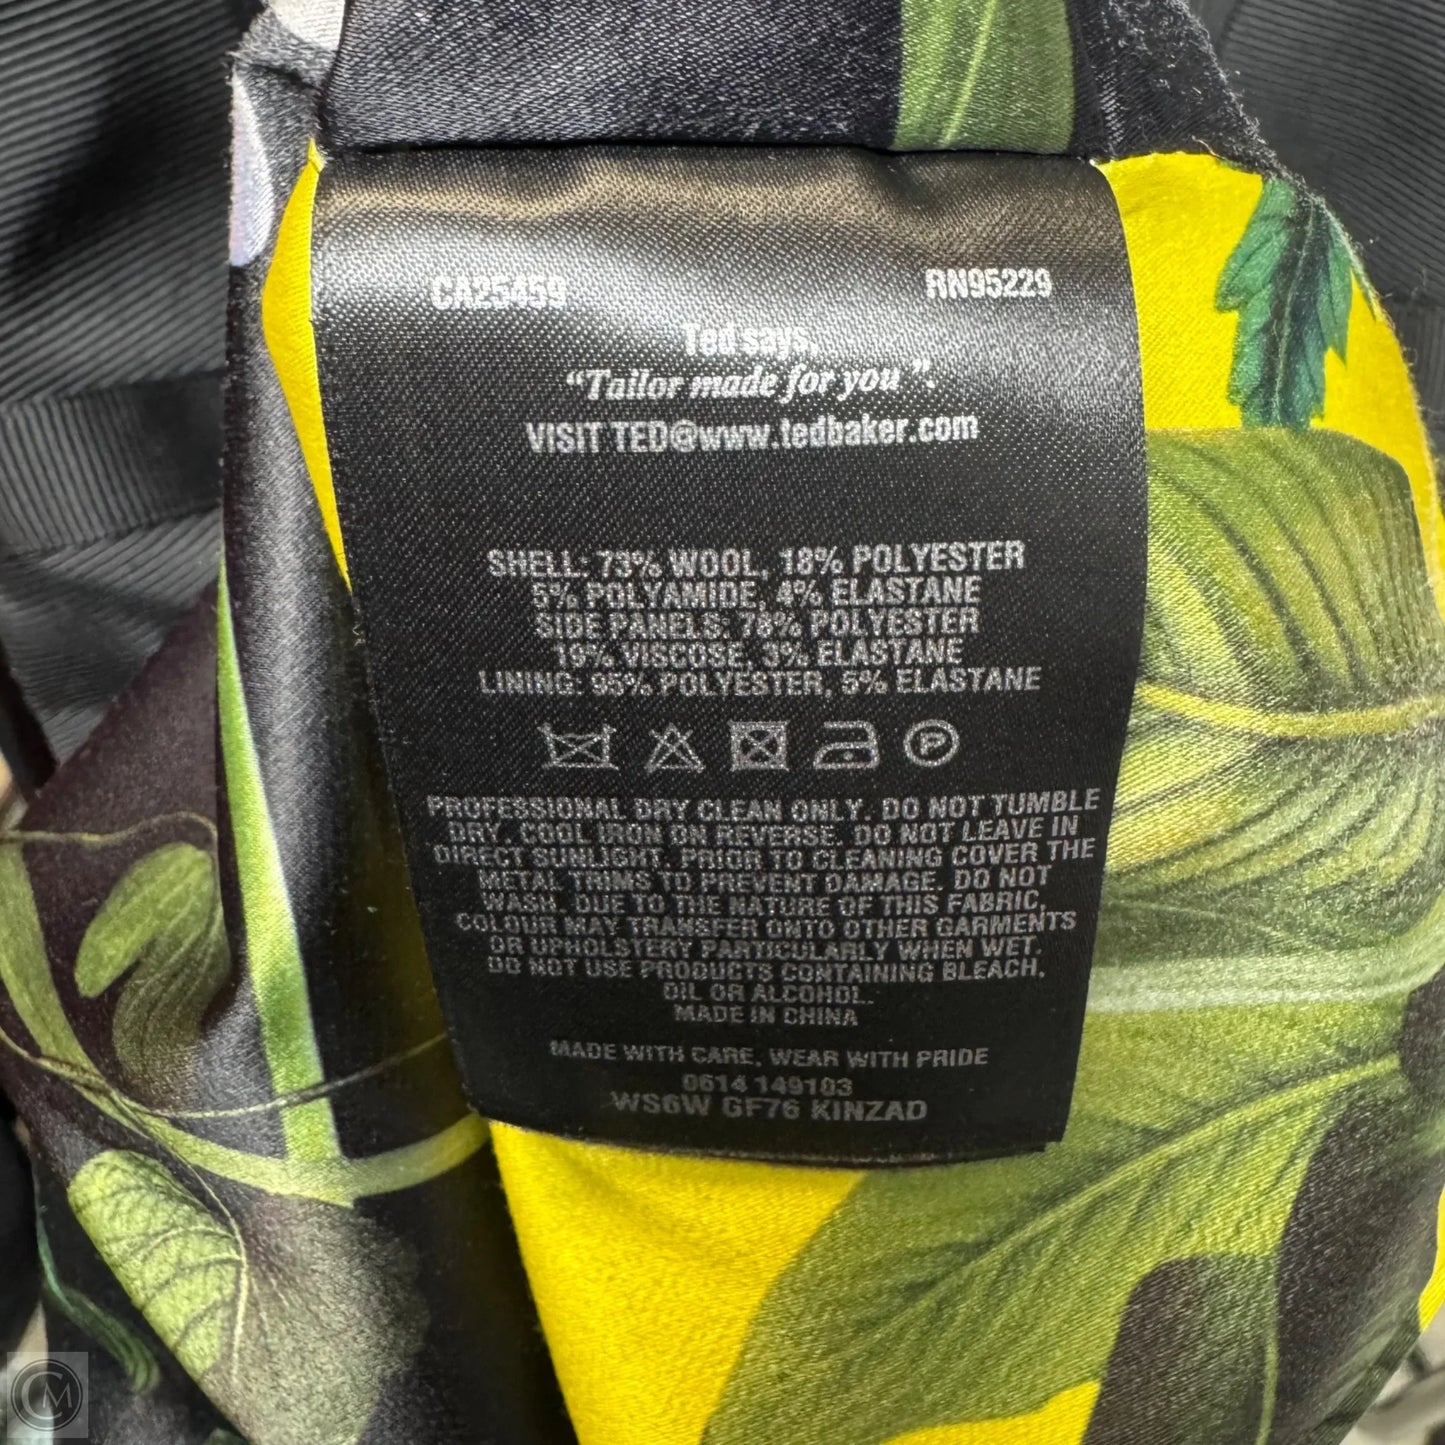 CA25459
RN95229
Ted says,
“Tailor made for you”.
VISIT TED@www.tedbaker.com
SHELL: 73% WOOL, 18% POLYESTER
5% POLYAMIDE, 4% ELASTANE
SIDE PANELS: 78% POLYESTER
19% VISCOSE, 3% ELASTANE
LINING: 95% POLYESTER, 5% ELASTANE
P
PROFESSIONAL DRY CLEAN ONLY. DO NOT TUMBLE
DRY. COOL IRON ON REVERSE. DO NOT LEAVE IN
DIRECT SUNLIGHT. PRIOR TO CLEANING COVER THE
METAL TRIMS TO PREVENT DAMAGE. DO NOT
WASH. DUE TO THE NATURE OF THIS FABRIC,
COLOUR MAY TRANSFER ONTO OTHER GARMENTS
OR UPHOLSTERY PARTICULARLY WHEN WET.
DO NOT USE PRODUCTS CONTAINING BLEACH,
OIL OR ALCOHOL.
MADE IN CHINA
MADE WITH CARE, WEAR WITH PRIDE
0614 149103
WS6W GF76 KINZAD
CM